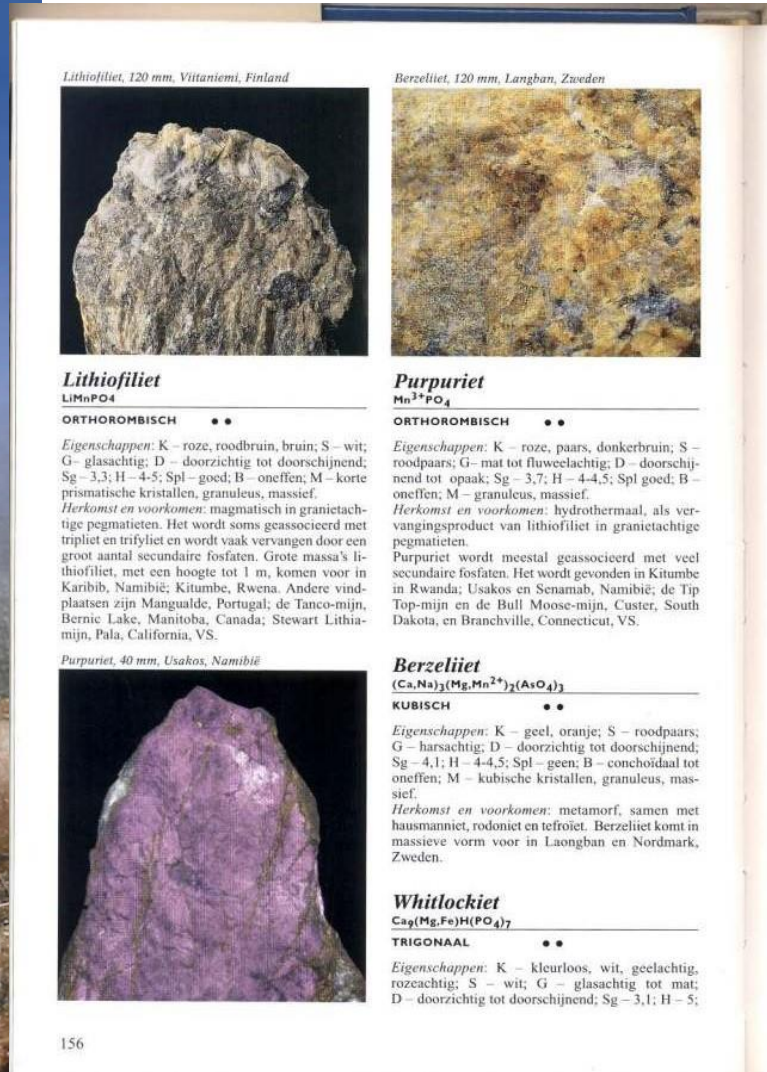 Lithiofiliet, 120 mm, Viitaniemi, Finland
Lithiofiliet
LiMnPO4
ORTHOROMBISCH ● ●
Eigenschappen: K – roze, roodbruin, bruin; S – wit;
G– glasachtig; D – doorzichtig tot doorschijnend;
Sg – 3,3; H – 4-5; Spl – goed; B – oneffen; M – korte
prismatische kristallen, granuleus, massief.
Herkomst en voorkomen: magmatisch in granietach-
tige pegmatieten. Het wordt soms geassocieerd met
tripliet en trifyliet en wordt vaak vervangen door een
groot aantal secundaire fosfaten. Grote massa's li-
thiofiliet, met een hoogte tot 1 m, komen voor in
Karibib, Namibië; Kitumbe, Rwena. Andere vind-
plaatsen zijn Mangualde, Portugal; de Tanco-mijn,
Bernic Lake, Manitoba, Canada; Stewart Lithia-
mijn, Pala, California, VS.
Purpuriet, 40 mm, Usakos, Namibië
156
Berzeliiet, 120 mm, Langban, Zweden
Purpuriet
Mn³⁺PO₄
ORTHOROMBISCH ● ●
Eigenschappen: K – roze, paars, donkerbruin; S –
roodpaars; G– mat tot fluweelachtig; D – doorschij-
nend tot opaak; Sg – 3,7; H – 4-4,5; Spl goed; B –
oneffen; M – granuleus, massief.
Herkomst en voorkomen: hydrothermaal, als ver-
vangingsproduct van lithiofiliet in granietachtige
pegmatieten.
Purpuriet wordt meestal geassocieerd met veel
secundaire fosfaten. Het wordt gevonden in Kitumbe
in Rwanda; Usakos en Senamab, Namibië; de Tip
Top-mijn en de Bull Moose-mijn, Custer, South
Dakota, en Branchville, Connecticut, VS.
Berzeliiet
(Ca,Na)₃(Mg,Mn²⁺)₂(AsO₄)₃
KUBISCH ● ●
Eigenschappen: K – geel, oranje; S – roodpaars;
G – harsachtig; D – doorzichtig tot doorschijnend;
Sg – 4,1; H – 4-4,5; Spl – geen; B – conchoïdaal tot
oneffen; M – kubische kristallen, granuleus, mas-
sief.
Herkomst en voorkomen: metamorf, samen met
hausmanniet, rodoniet en tefroïet. Berzeliiet komt in
massieve vorm voor in Laongban en Nordmark,
Zweden.
Whitlockiet
Ca₉(Mg,Fe)H(PO₄)₇
TRIGONAAL ● ●
Eigenschappen: K – kleurloos, wit, geelachtig,
rozeachtig; S – wit; G – glasachtig tot mat;
D – doorzichtig tot doorschijnend; Sg – 3,1; H – 5;